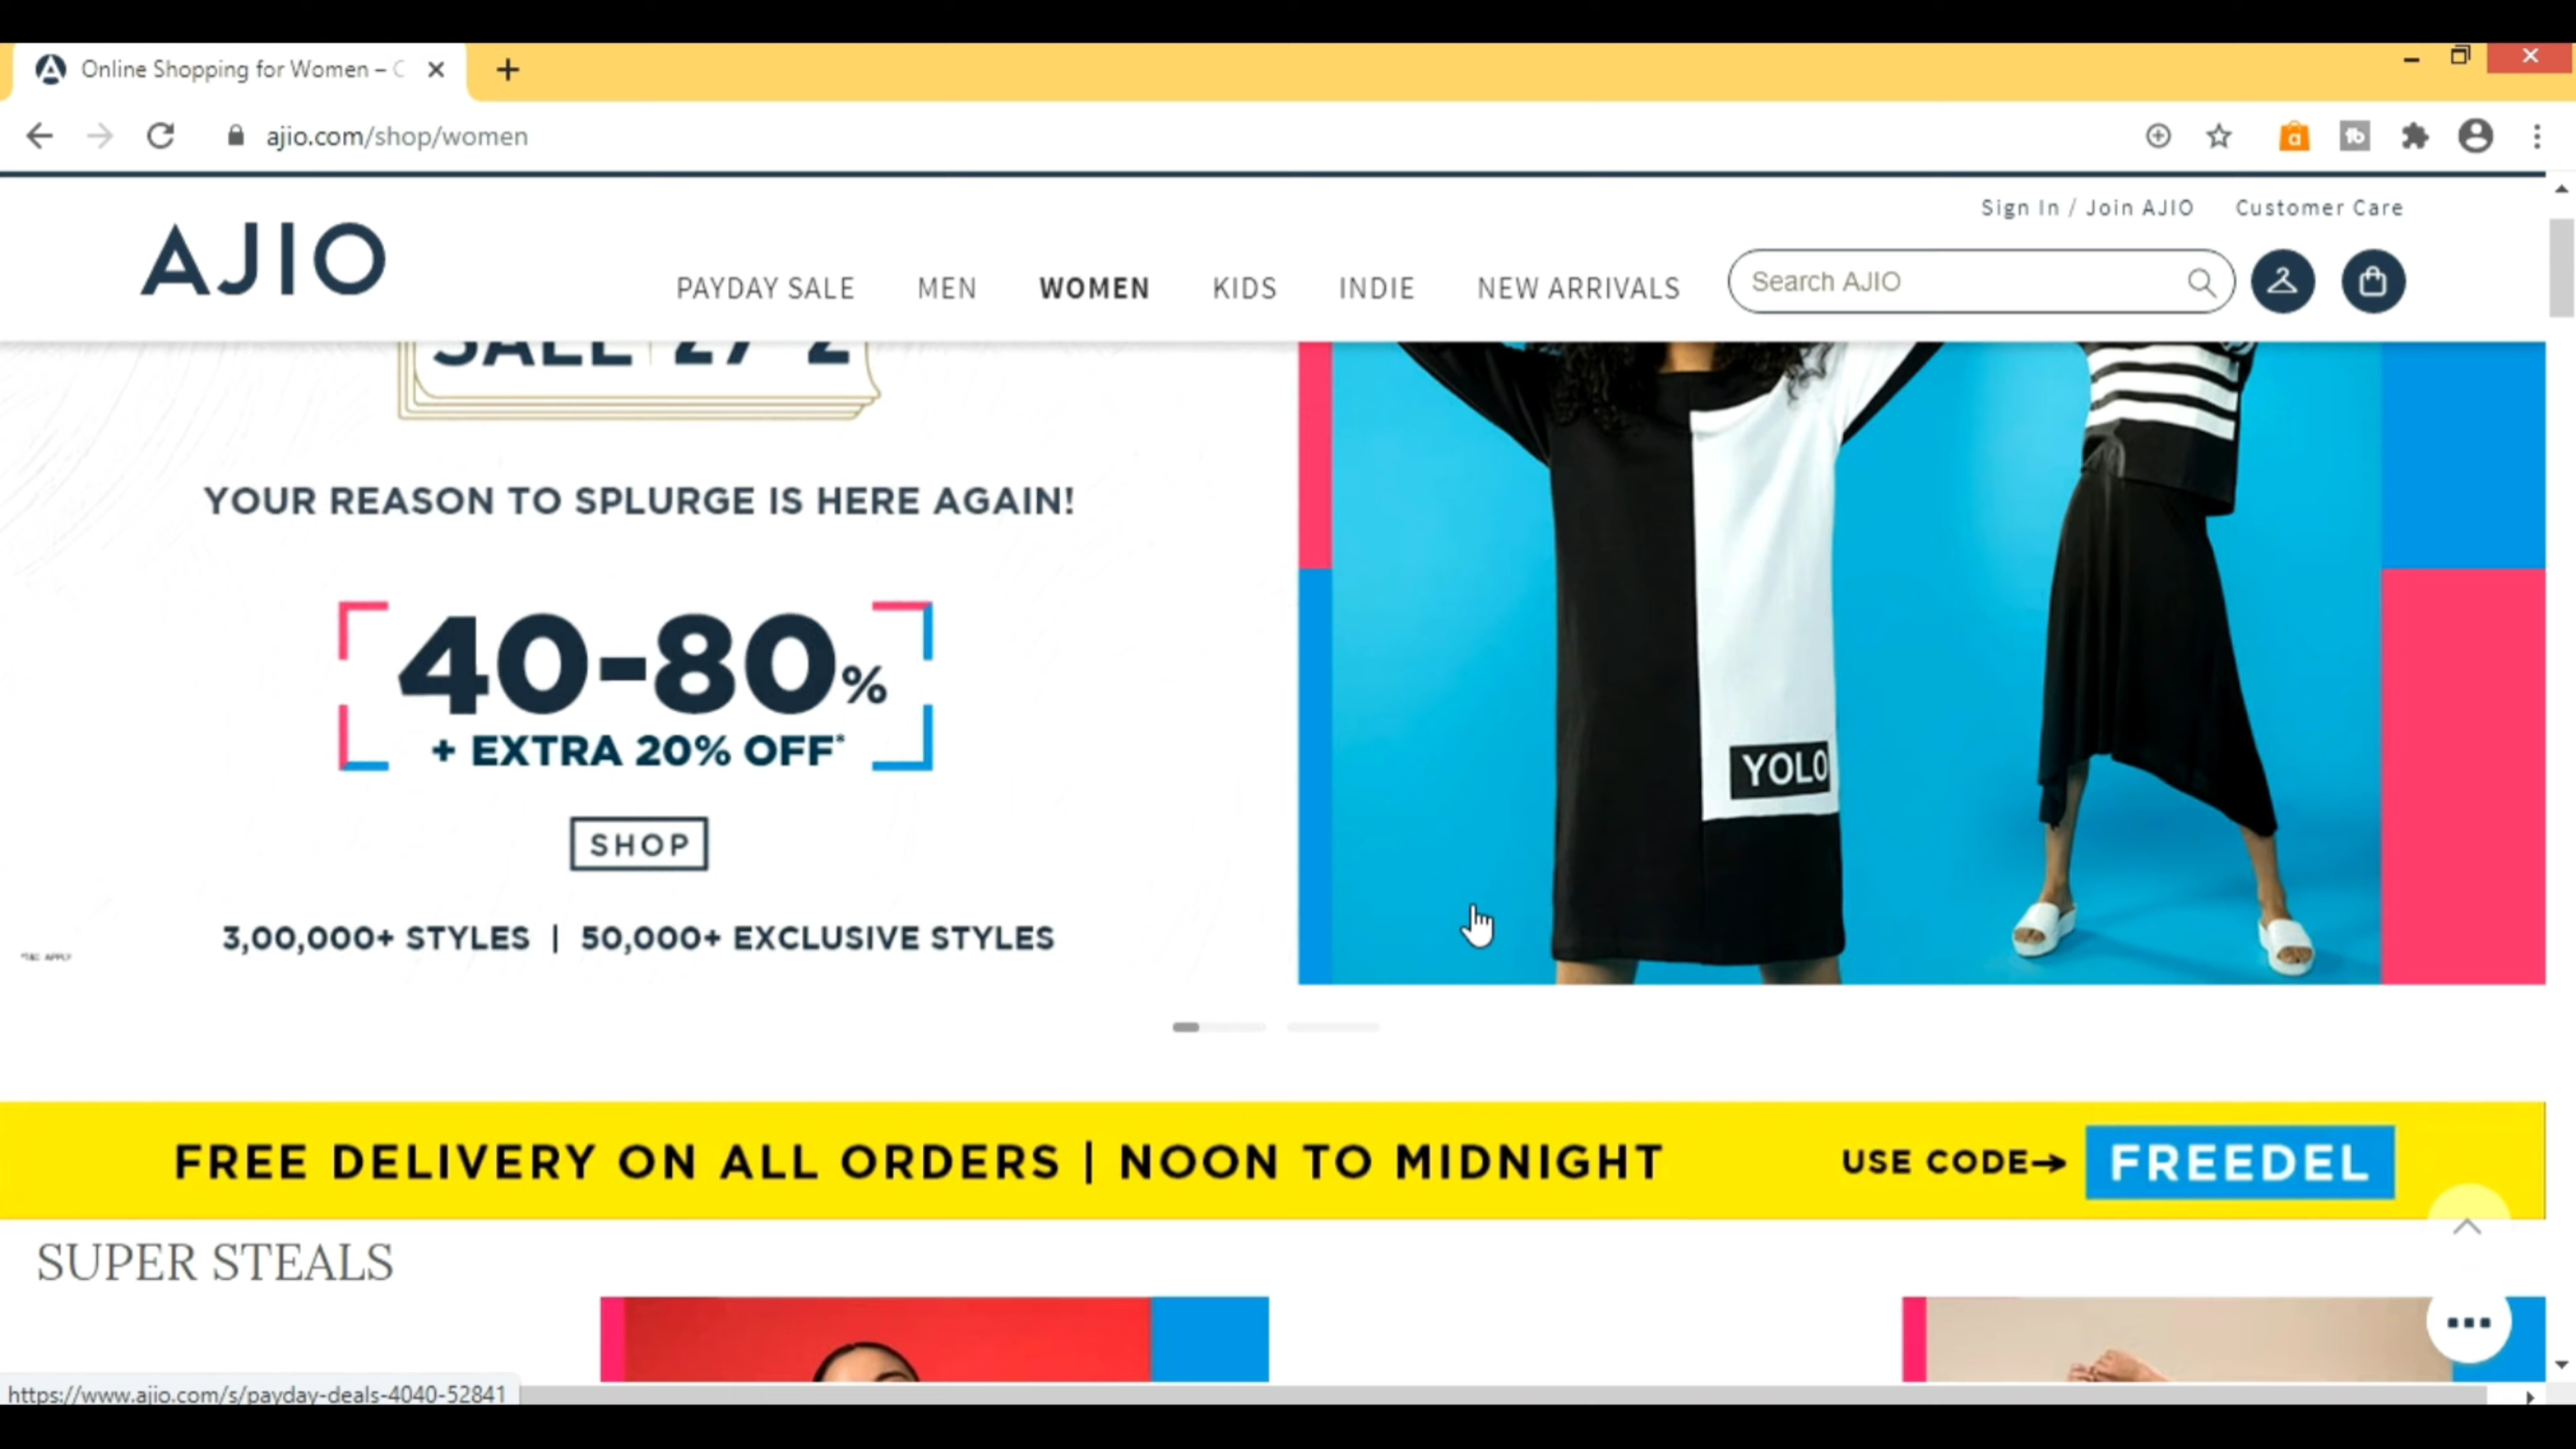 Online Shopping for Women –
ajio.com/shop/women
Sign In / Join AJIO
Customer Care
AJIO
PAYDAY SALE
MEN
WOMEN
KIDS
INDIE
NEW ARRIVALS
Search AJIO
YOUR REASON TO SPLURGE IS HERE AGAIN!
40-80%
+ EXTRA 20% OFF*
SHOP
3,00,000+ STYLES | 50,000+ EXCLUSIVE STYLES
YOLO
FREE DELIVERY ON ALL ORDERS | NOON TO MIDNIGHT
USE CODE→ FREEDEL
SUPER STEALS
https://www.ajio.com/s/payday-deals-4040-52841